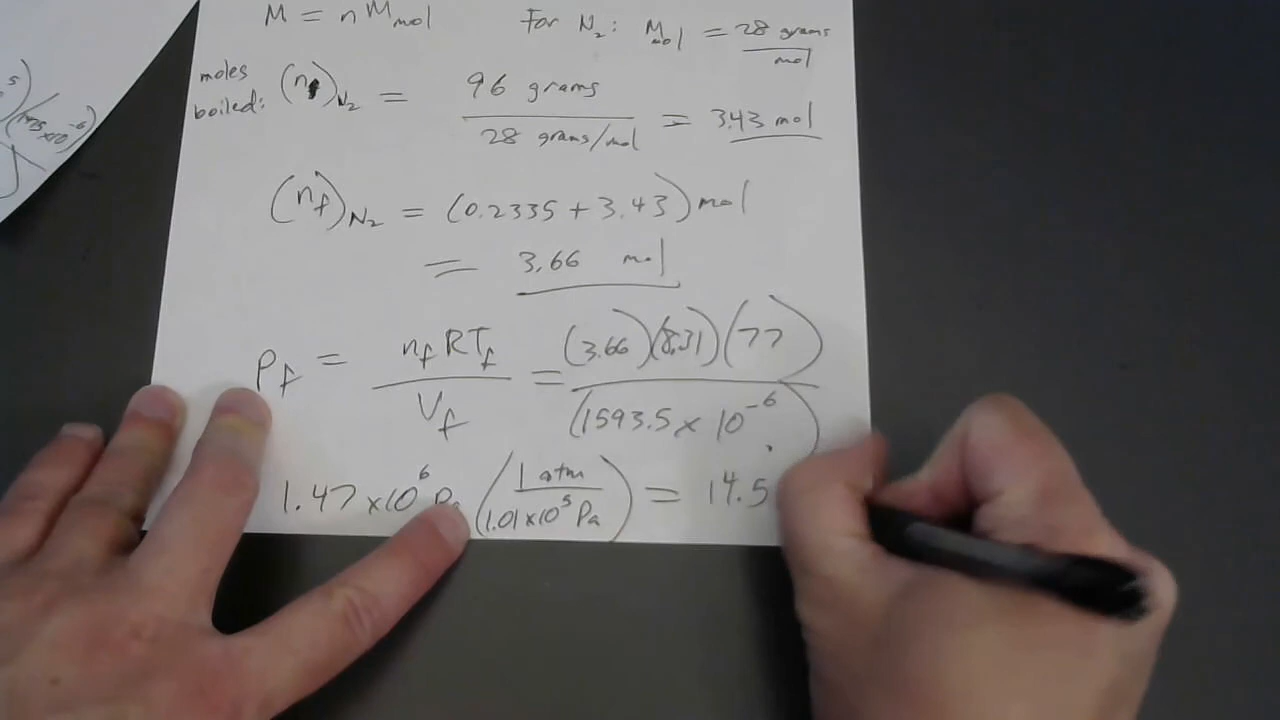 M = n M_mol For N₂: M_mol = 28 grams/mol
moles boiled: (n)_N₂ = 96 grams / 28 grams/mol = 3.43 mol
(n_f)_N₂ = (0.2335 + 3.43) mol
= 3.66 mol
P_f = n_f R T_f / V_f = (3.66)(8.31)(77) / (1593.5 x 10⁻⁶)
1.47 x 10⁶ Pa (1 atm / 1.01 x 10⁵ Pa) = 14.5